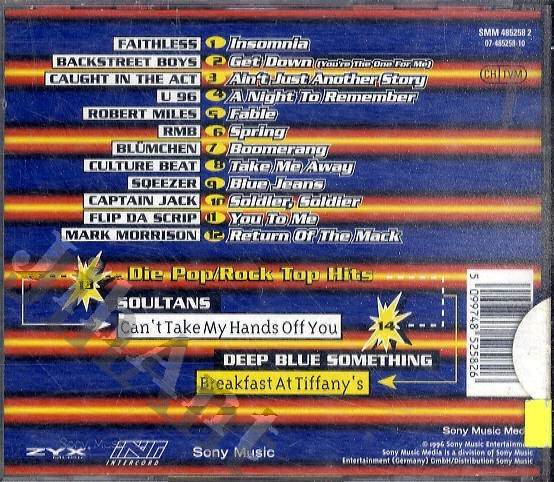 SMM 485258 2
07-485258-10
FAITHLESS 1 Insomnia
BACKSTREET BOYS 2 Get Down (You're The One For Me)
CAUGHT IN THE ACT 3 Ain't Just Another Story
U 96 4 A Night To Remember
ROBERT MILES 5 Fable
RMB 6 Spring
BLÜMCHEN 7 Boomerang
CULTURE BEAT 8 Take Me Away
SQEEZER 9 Blue Jeans
CAPTAIN JACK 10 Soldier, Soldier
FLIP DA SCRIP 11 You To Me
MARK MORRISON 12 Return Of The Mack
Die Pop/Rock Top Hits
13
SOULTANS
Can't Take My Hands Off You
14
DEEP BLUE SOMETHING
Breakfast At Tiffany's
5 099748 525826
JimAnt
ZYX MUSIC
INT INTERCORD
Sony Music
Sony Music Med
© 1996 Sony Music Entertainme
Sony Music Media is a division of Sony Music
Entertainment (Germany) GmbH/Distribution Sony Music